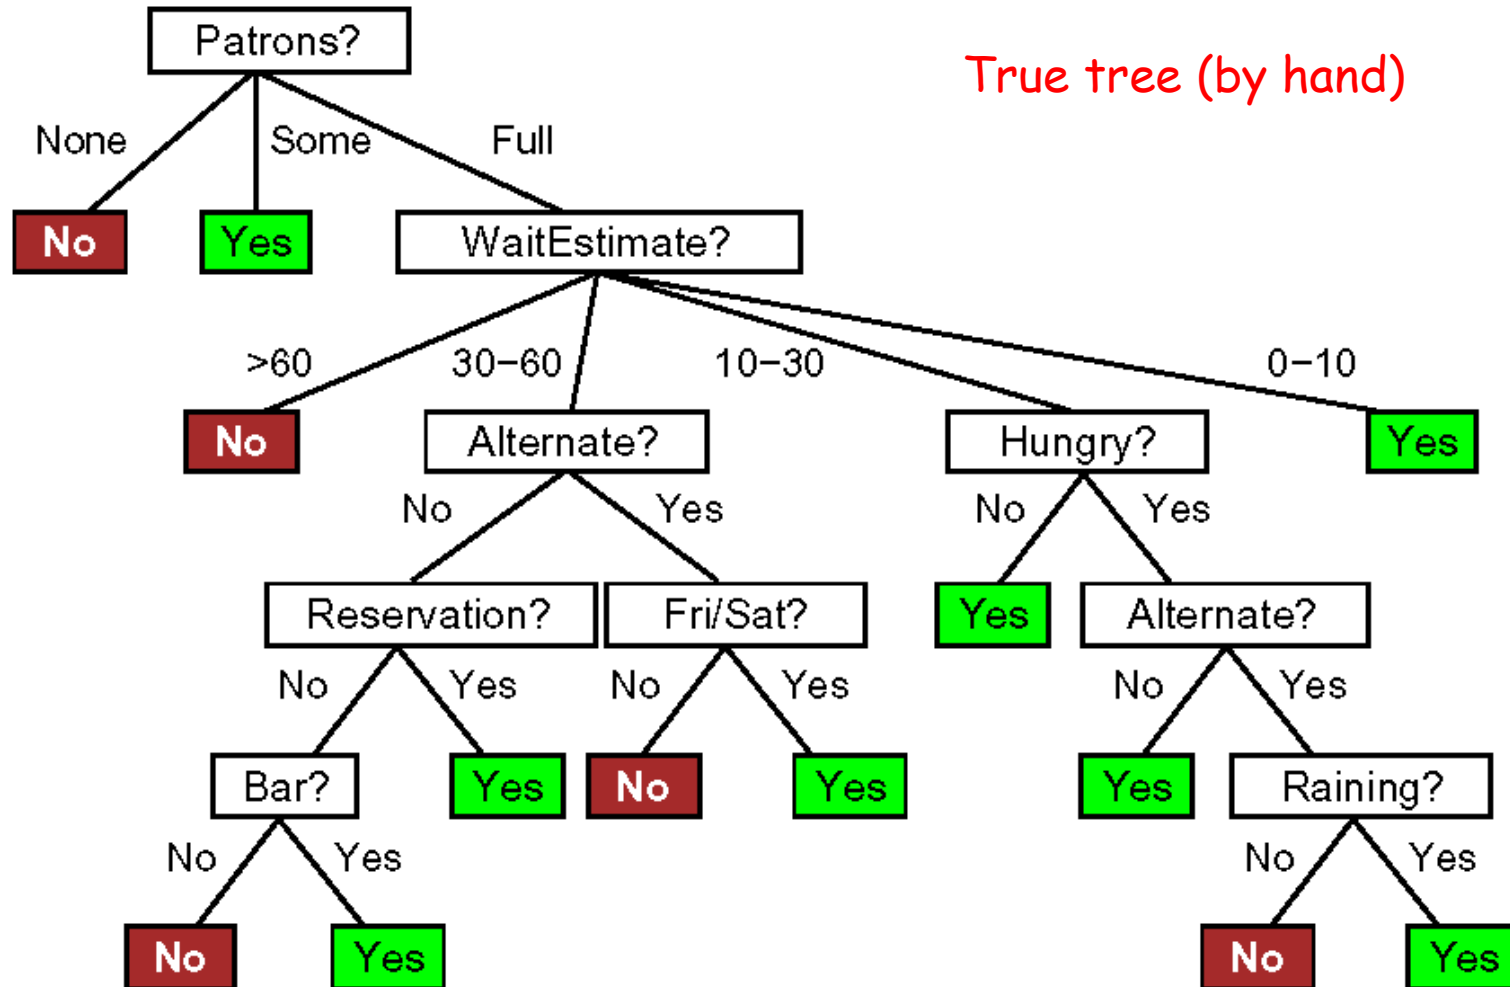 Patrons?
True tree (by hand)
None Some Full
No Yes WaitEstimate?
>60 30−60 10−30 0−10
No Alternate? Hungry? Yes
No Yes No Yes
Reservation? Fri/Sat? Yes Alternate?
No Yes No Yes No Yes
Bar? Yes No Yes Yes Raining?
No Yes No Yes
No Yes No Yes